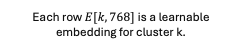 Each row E[k, 768] is a learnable
embedding for cluster k.